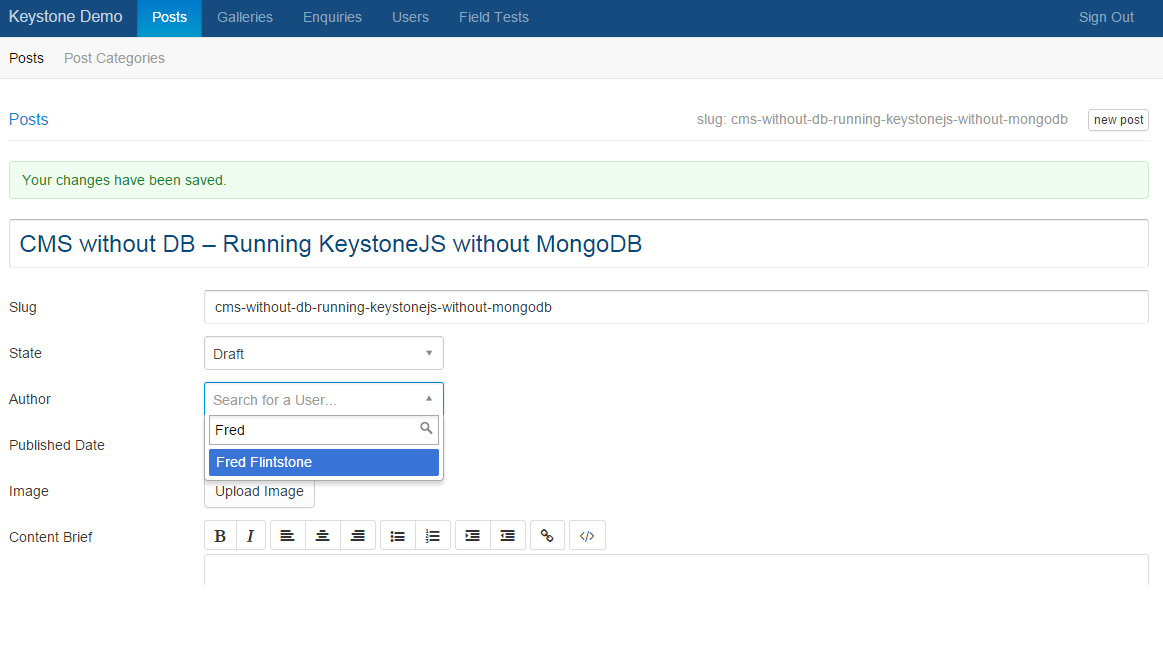 Keystone Demo Posts Galleries Enquiries Users Field Tests Sign Out
Posts Post Categories
Posts slug: cms-without-db-running-keystonejs-without-mongodb new post
Your changes have been saved.
CMS without DB – Running KeystoneJS without MongoDB
Slug cms-without-db-running-keystonejs-without-mongodb
State Draft
Author Search for a User...
Fred
Published Date
Fred Flintstone
Image Upload Image
Content Brief B I </>